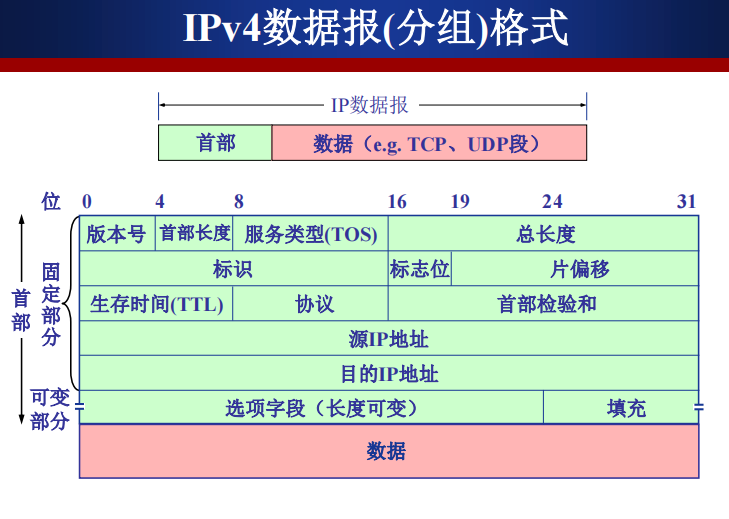 IPv4数据报(分组)格式
IP数据报
首部 数据（e.g. TCP、UDP段）
位 0 4 8 16 19 24 31
版本号 首部长度 服务类型(TOS) 总长度
标识 标志位 片偏移
生存时间(TTL) 协议 首部检验和
源IP地址
目的IP地址
选项字段（长度可变） 填充
数据
首部
固定部分
可变
部分